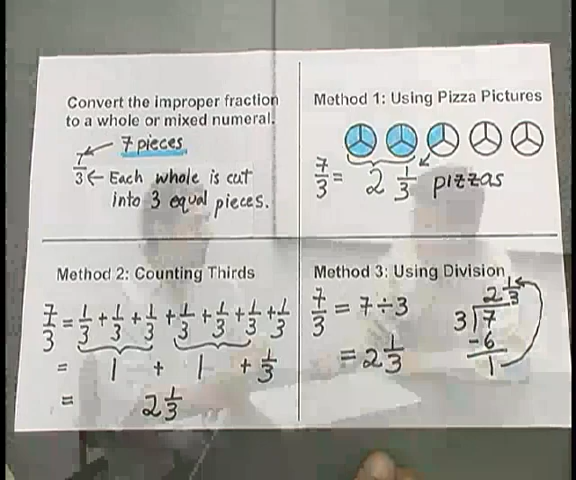 Convert the improper fraction
to a whole or mixed numeral.
7 pieces
7/3 ← Each whole is cut
into 3 equal pieces.
Method 1: Using Pizza Pictures
7/3 = 2 1/3 pizzas
Method 2: Counting Thirds
7/3 = 1/3 + 1/3 + 1/3 + 1/3 + 1/3 + 1/3 + 1/3
= 1 + 1 + 1/3
= 2 1/3
Method 3: Using Division
7/3 = 7 ÷ 3
= 2 1/3
2 1/3
3)7
-6
1